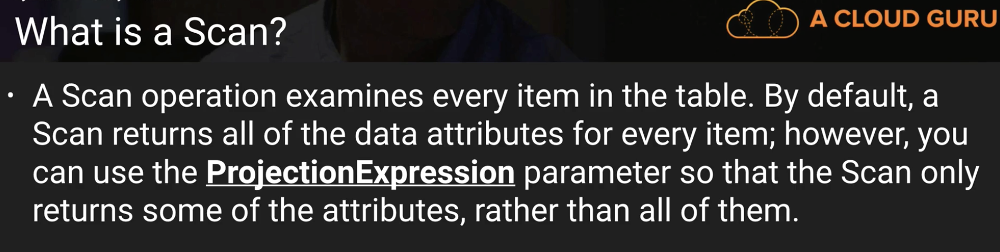 What is a Scan?
A CLOUD GURU
• A Scan operation examines every item in the table. By default, a
Scan returns all of the data attributes for every item; however, you
can use the ProjectionExpression parameter so that the Scan only
returns some of the attributes, rather than all of them.